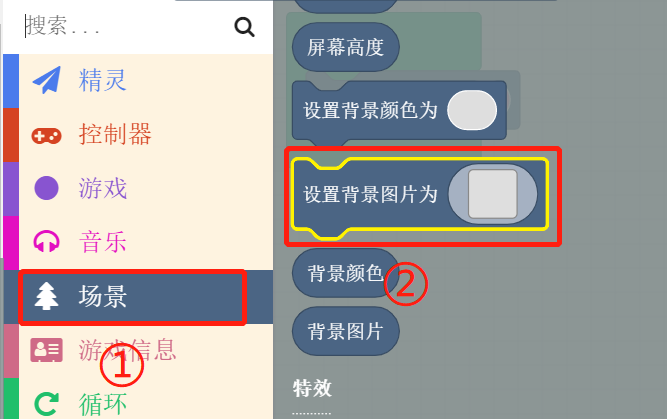 搜索...
精灵
控制器
游戏
音乐
场景
游戏信息
循环
①
屏幕高度
设置背景颜色为
设置背景图片为
背景颜色
②
背景图片
特效